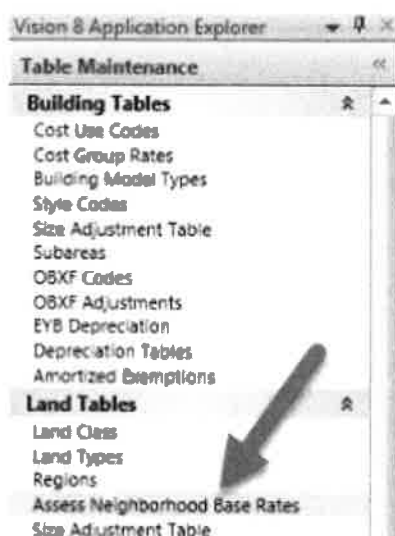 Vision 8 Application Explorer
Table Maintenance
Building Tables
Cost Use Codes
Cost Group Rates
Building Model Types
Style Codes
Size Adjustment Table
Subareas
OBXF Codes
OBXF Adjustments
EYB Depreciation
Depreciation Tables
Amortized Exemptions
Land Tables
Land Class
Land Types
Regions
Assess Neighborhood Base Rates
Size Adjustment Table